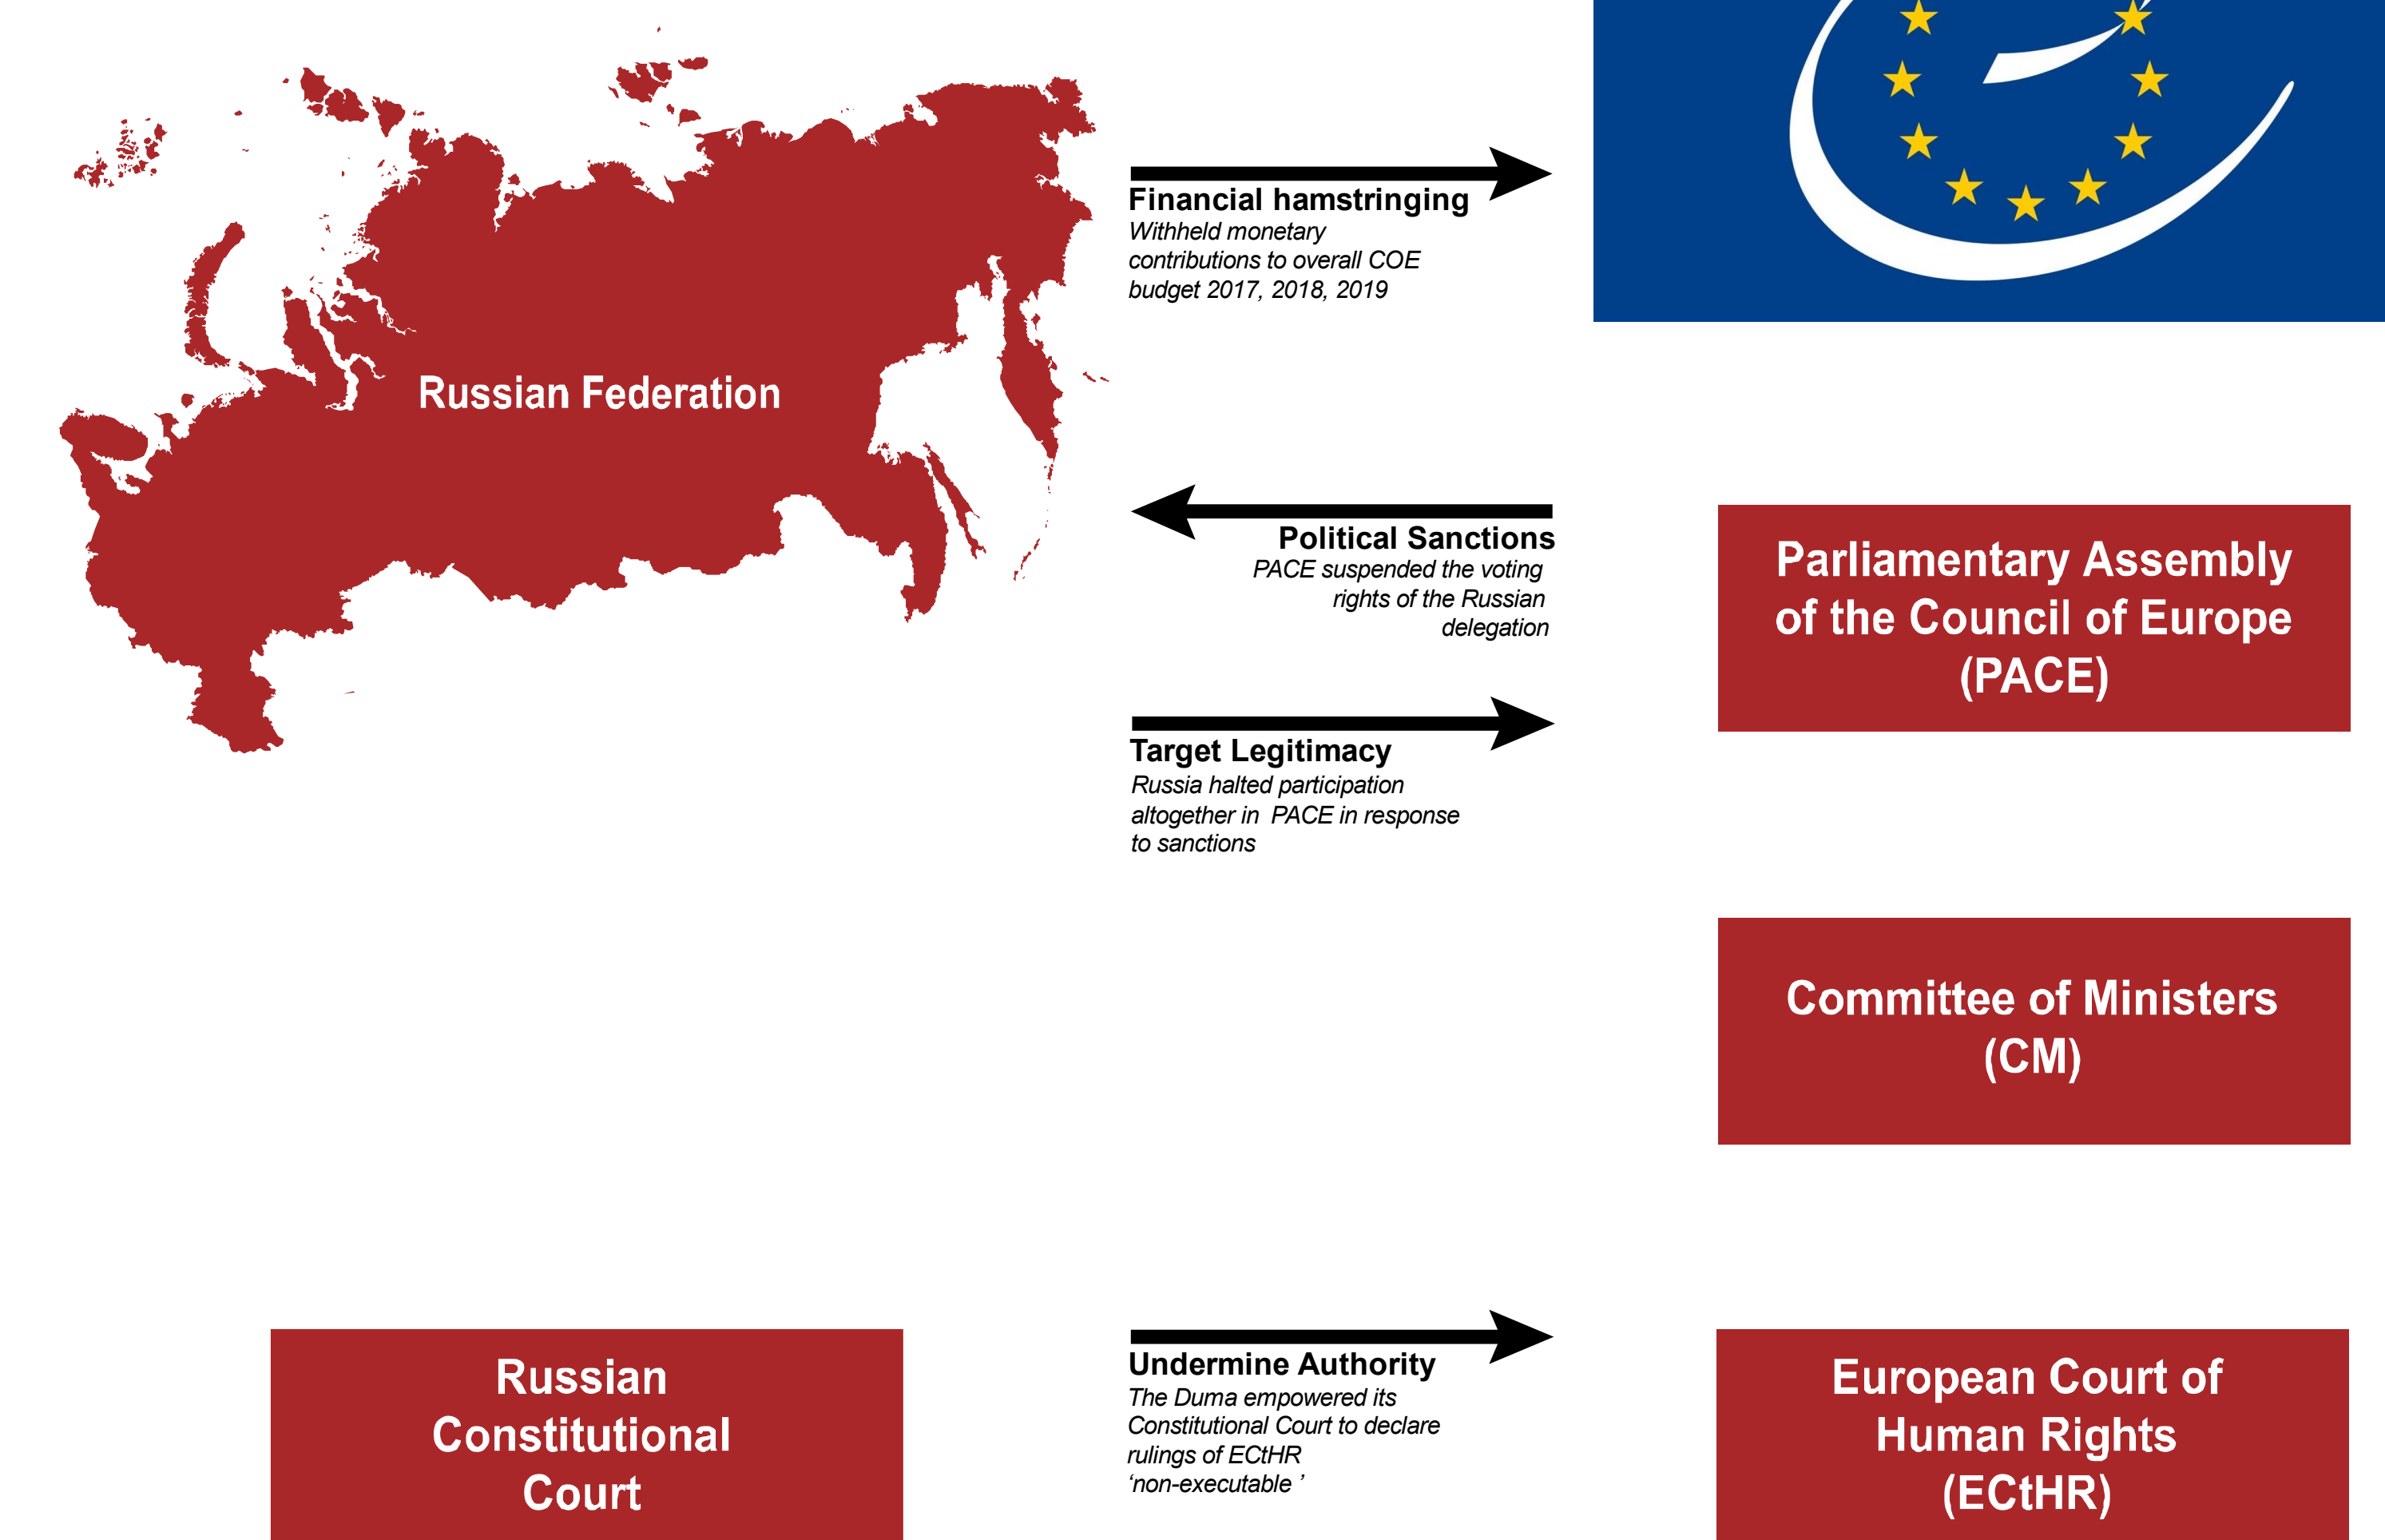 Financial hamstringing
Withheld monetary
contributions to overall COE
budget 2017, 2018, 2019
Russian Federation
Political Sanctions
PACE suspended the voting
rights of the Russian
delegation
Parliamentary Assembly
of the Council of Europe
(PACE)
Target Legitimacy
Russia halted participation
altogether in  PACE in response
to sanctions
Committee of Ministers
(CM)
Russian
Constitutional
Court
Undermine Authority
The Duma empowered its
Constitutional Court to declare
rulings of ECtHR
‘non-executable ’
European Court of
Human Rights
(ECtHR)